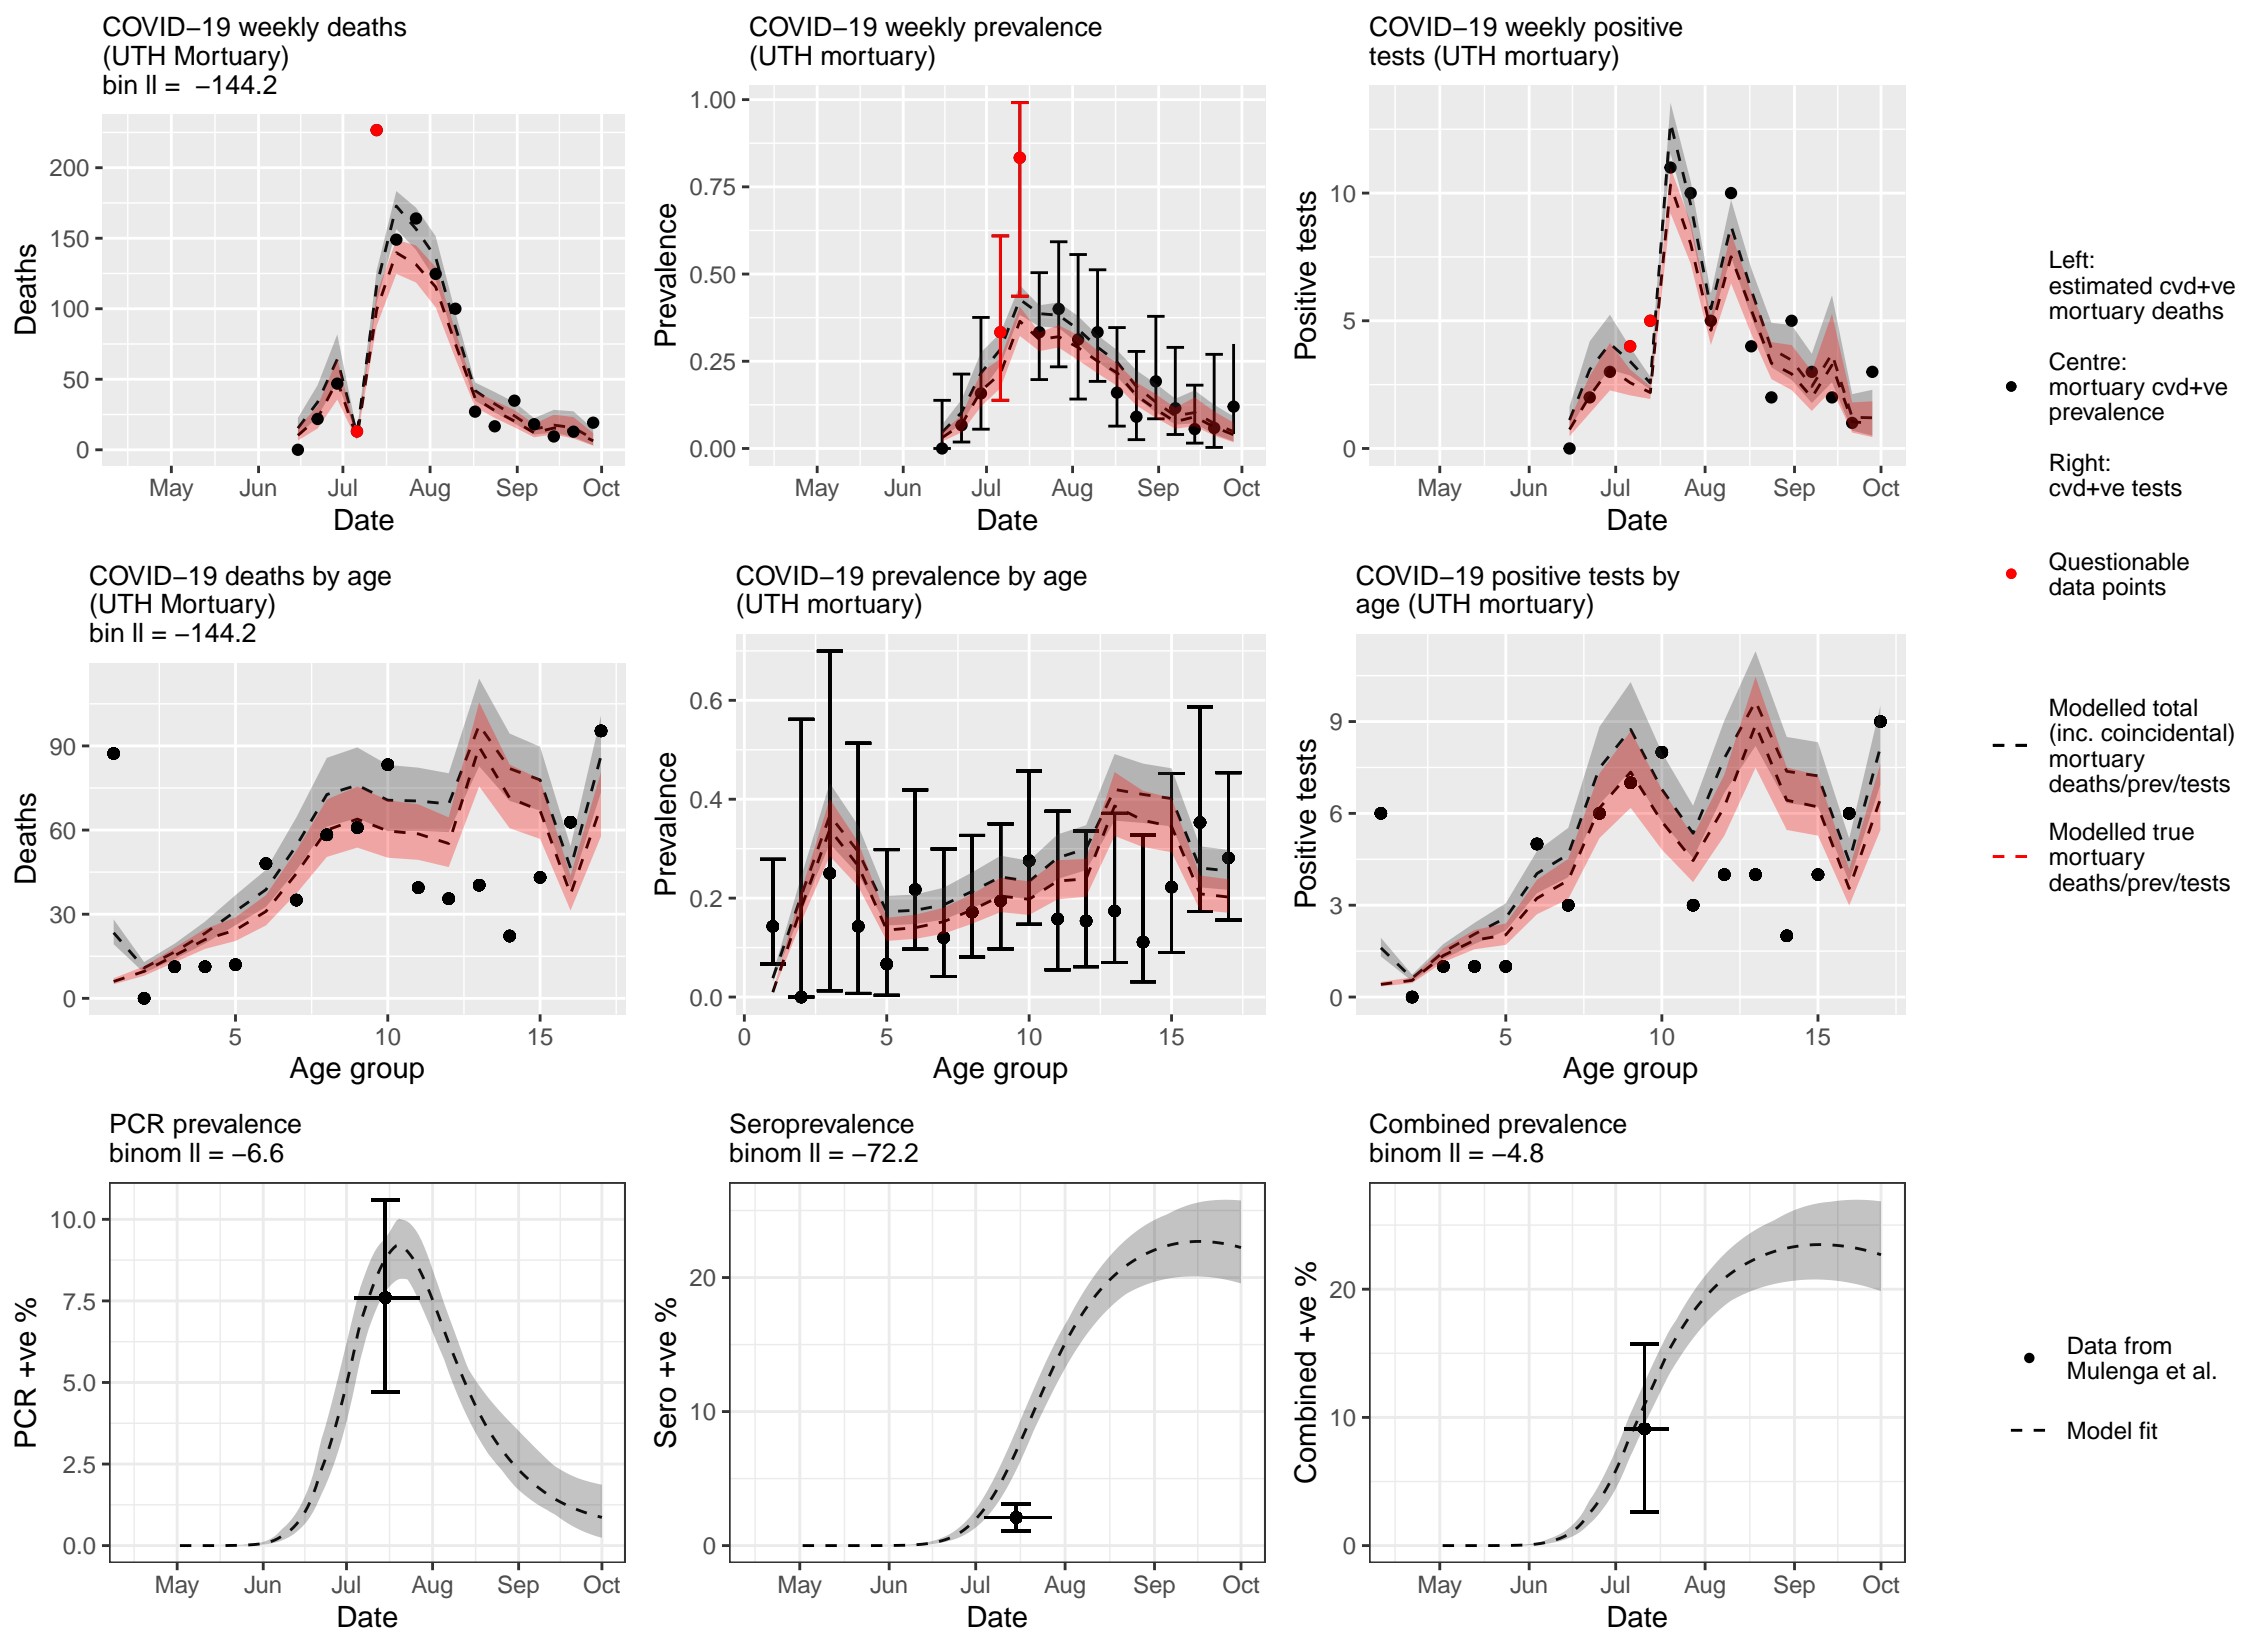 COVID−19 weekly deaths
(UTH Mortuary)
bin ll =  −144.2
200
150
100
50
0
Deaths
May Jun Jul Aug Sep Oct
Date
COVID−19 weekly prevalence
(UTH mortuary)
1.00
0.75
0.50
0.25
0.00
Prevalence
May Jun Jul Aug Sep Oct
Date
COVID−19 weekly positive
tests (UTH mortuary)
10
5
0
Positive tests
May Jun Jul Aug Sep Oct
Date
Left:
estimated cvd+ve
mortuary deaths
Centre:
mortuary cvd+ve
prevalence
Right:
cvd+ve tests
Questionable
data points
Modelled total
(inc. coincidental)
mortuary
deaths/prev/tests
Modelled true
mortuary
deaths/prev/tests
COVID−19 deaths by age
(UTH Mortuary)
bin ll = −144.2
90
60
30
0
Deaths
5 10 15
Age group
COVID−19 prevalence by age
(UTH mortuary)
0.6
0.4
0.2
0.0
Prevalence
0 5 10 15
Age group
COVID−19 positive tests by
age (UTH mortuary)
9
6
3
0
Positive tests
5 10 15
Age group
PCR prevalence
binom ll = −6.6
10.0
7.5
5.0
2.5
0.0
PCR +ve %
May Jun Jul Aug Sep Oct
Date
Seroprevalence
binom ll = −72.2
20
10
0
Sero +ve %
May Jun Jul Aug Sep Oct
Date
Combined prevalence
binom ll = −4.8
20
10
0
Combined +ve %
May Jun Jul Aug Sep Oct
Date
Data from
Mulenga et al.
Model fit